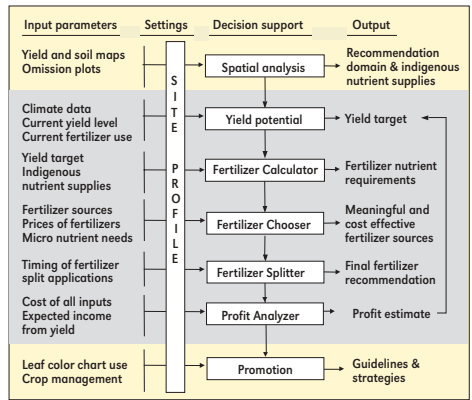 Input parameters
Settings
Decision support
Output
Yield and soil maps
Omission plots
SITE PROFILE
Spatial analysis
Recommendation
domain & indigenous
nutrient supplies
Climate data
Current yield level
Current fertilizer use
Yield potential
Yield target
Yield target
Indigenous
nutrient supplies
Fertilizer Calculator
Fertilizer nutrient
requirements
Fertilizer sources
Prices of fertilizers
Micro nutrient needs
Fertilizer Chooser
Meaningful and
cost effective
fertilizer sources
Timing of fertilizer
split applications
Fertilizer Splitter
Final fertilizer
recommendation
Cost of all inputs
Expected income
from yield
Profit Analyzer
Profit estimate
Leaf color chart use
Crop management
Promotion
Guidelines &
strategies